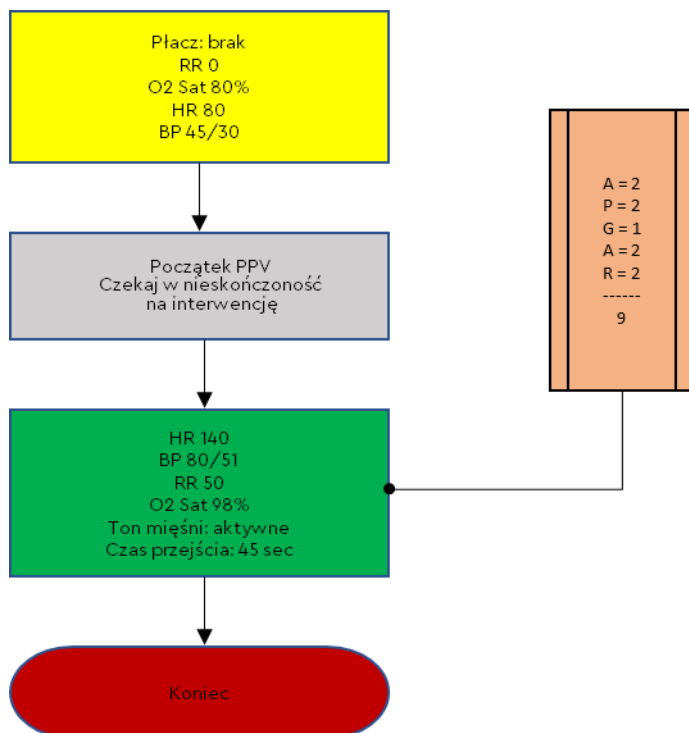 Płacz: brak
RR 0
O2 Sat 80%
HR 80
BP 45/30
Początek PPV
Czekaj w nieskończoność
na interwencję
HR 140
BP 80/51
RR 50
O2 Sat 98%
Ton mięśni: aktywne
Czas przejścia: 45 sec
Koniec
A = 2
P = 2
G = 1
A = 2
R = 2
------
9